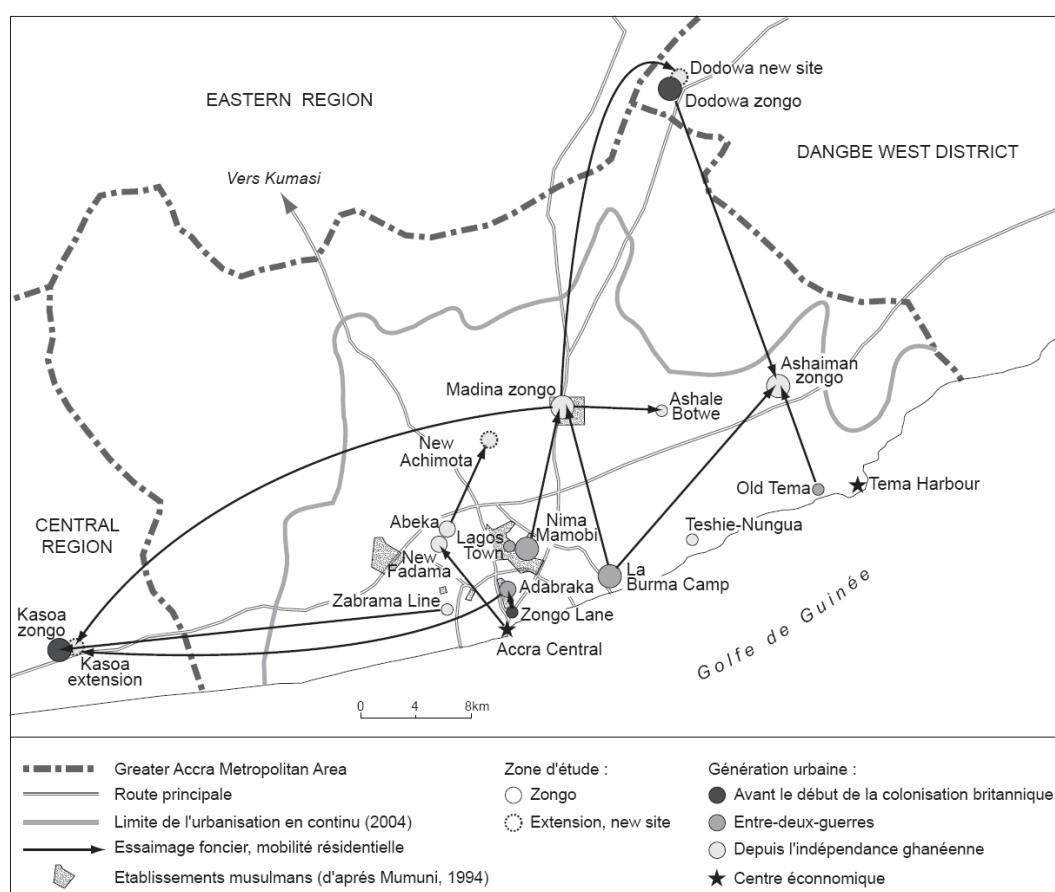 Dodowa new site
Dodowa zongo
EASTERN REGION
DANGBE WEST DISTRICT
Vers Kumasi
Ashaiman
zongo
Madina zongo
Ashale
Botwe
New
Achimota
Old Tema
Tema Harbour
CENTRAL
REGION
Abeka
Lagos
Town
Nima
Mamobi
Teshie-Nungua
New
Fadama
La
Burma Camp
Adabraka
Zabrama Line
Zongo Lane
Kasoa
zongo
Accra Central
Kasoa
extension
Golfe de Guinée
0 4 8km
Greater Accra Metropolitan Area
Route principale
Limite de l'urbanisation en continu (2004)
Essaimage foncier, mobilité résidentielle
Etablissements musulmans (d'aprés Mumuni, 1994)
Zone d'étude :
Zongo
Extension, new site
Génération urbaine :
Avant le début de la colonisation britannique
Entre-deux-guerres
Depuis l'indépendance ghanéenne
Centre éconnomique